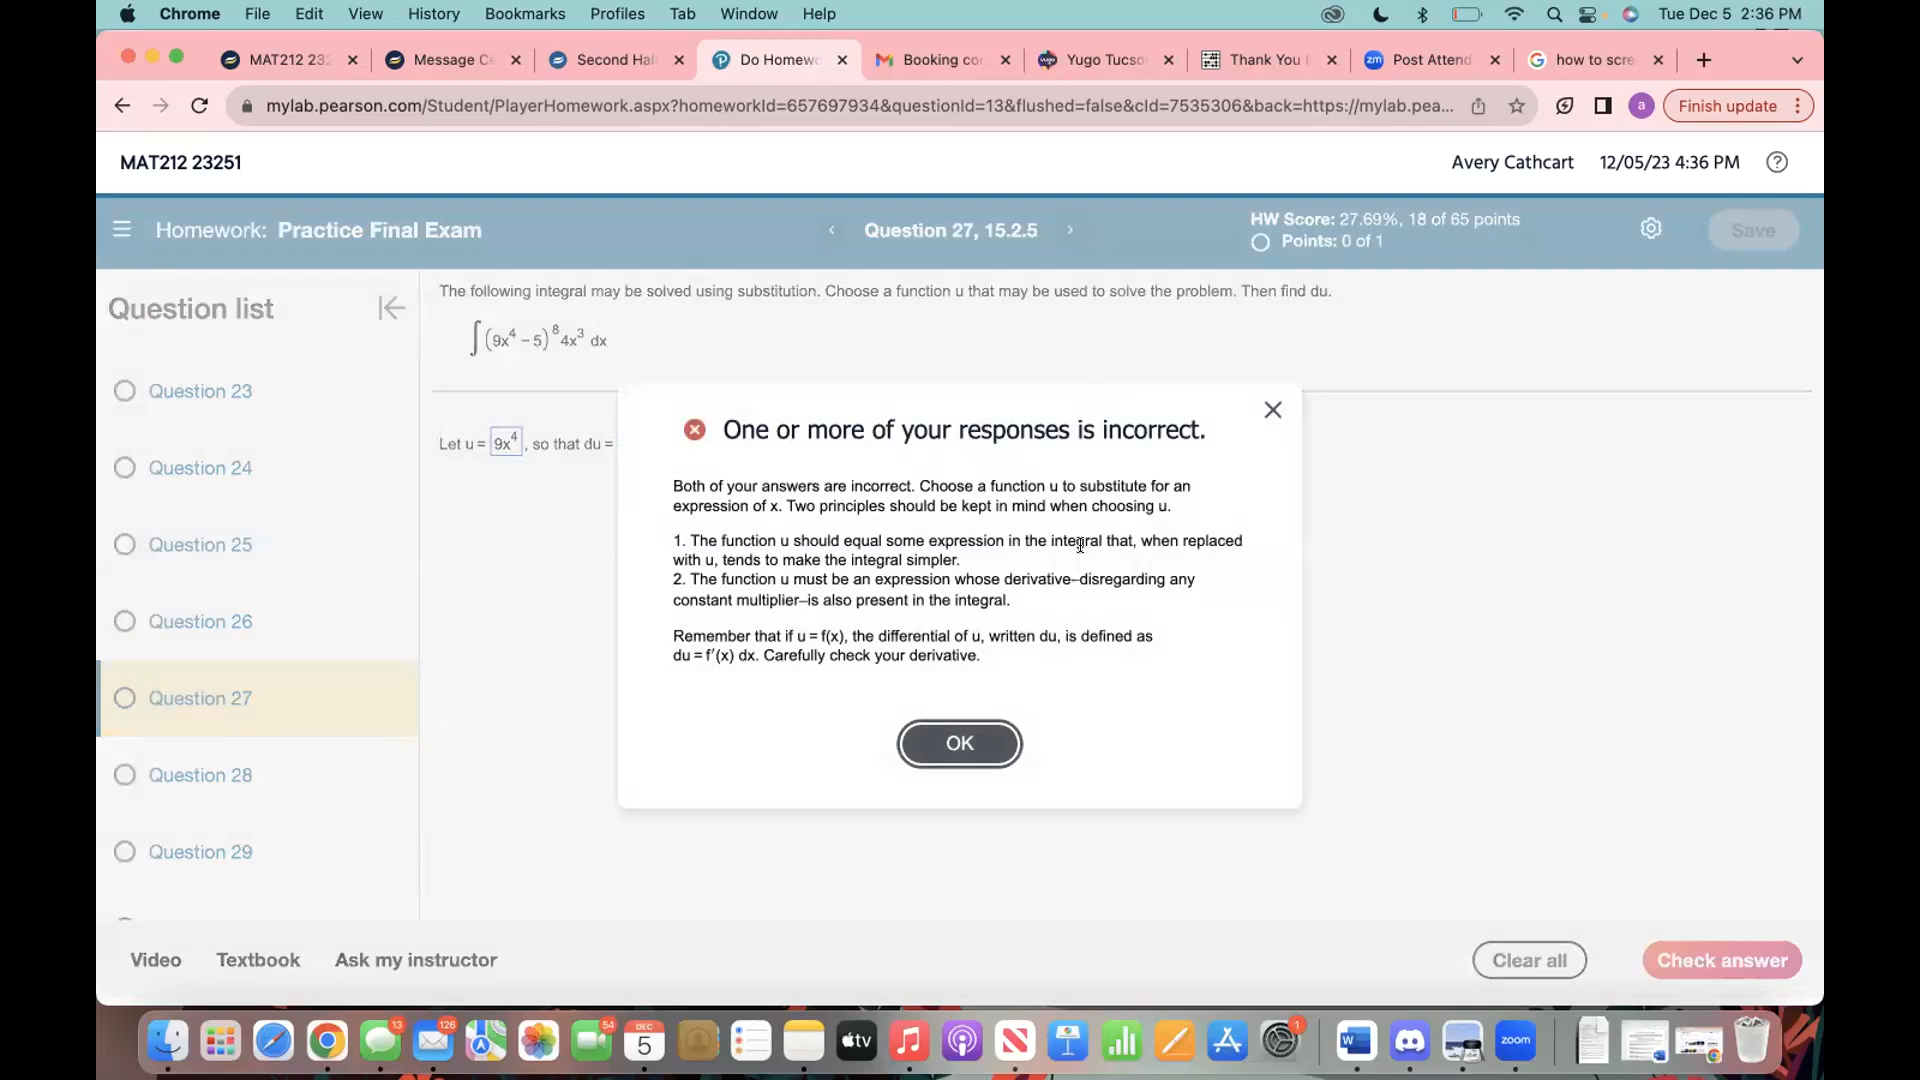 Chrome File Edit View History Bookmarks Profiles Tab Window Help Tue Dec 5 2:36 PM
MAT212 232 Message Ce Second Hal Do Homewo Booking co Yugo Tucso Thank You Post Attend how to scre
mylab.pearson.com/Student/PlayerHomework.aspx?homeworkId=657697934&questionId=13&flushed=false&cId=7535306&back=https://mylab.pea... a Finish update
MAT212 23251 Avery Cathcart 12/05/23 4:36 PM ?
Homework: Practice Final Exam Question 27, 15.2.5 HW Score: 27.69%, 18 of 65 points Save
Points: 0 of 1
Question list
The following integral may be solved using substitution. Choose a function u that may be used to solve the problem. Then find du.
∫(9x⁴ − 5)⁸ 4x³ dx
Let u = 9x⁴, so that du =
Question 23
Question 24
Question 25
Question 26
Question 27
Question 28
Question 29
One or more of your responses is incorrect.
Both of your answers are incorrect. Choose a function u to substitute for an
expression of x. Two principles should be kept in mind when choosing u.
1. The function u should equal some expression in the integral that, when replaced
with u, tends to make the integral simpler.
2. The function u must be an expression whose derivative–disregarding any
constant multiplier–is also present in the integral.
Remember that if u = f(x), the differential of u, written du, is defined as
du = f′(x) dx. Carefully check your derivative.
OK
Video Textbook Ask my instructor Clear all Check answer
13 126 54 DEC 5 tv 1 W zoom